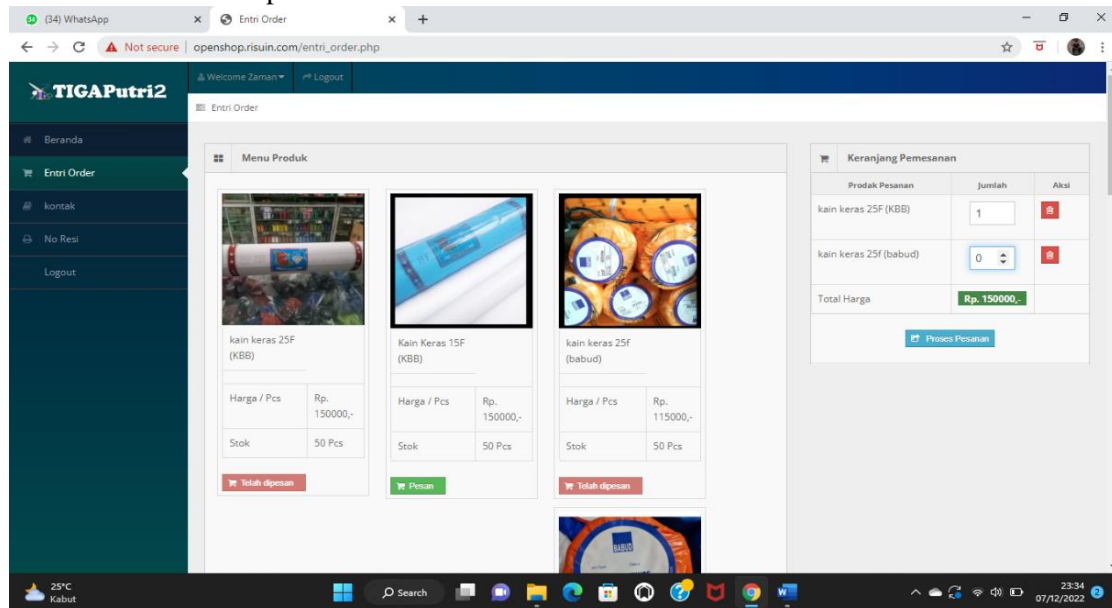 (34) WhatsApp
Entri Order
Not secure
openshop.risuin.com/entri_order.php
TIGAPutri2
Welcome Zaman
Logout
Entri Order
Beranda
Entri Order
kontak
No Resi
Logout
Menu Produk
kain keras 25F
(KBB)
Harga / Pcs
Rp.
150000,-
Stok
50 Pcs
Telah dipesan
Kain Keras 15F
(KBB)
Harga / Pcs
Rp.
150000,-
Stok
50 Pcs
Pesan
kain keras 25f
(babud)
Harga / Pcs
Rp.
115000,-
Stok
50 Pcs
Telah dipesan
BABUD
Keranjang Pemesanan
Prodak Pesanan Jumlah Aksi
kain keras 25F (KBB) 1
kain keras 25f (babud) 0
Total Harga Rp. 150000,-
Proses Pesanan
25°C
Kabut
Search
23:34
07/12/2022
2